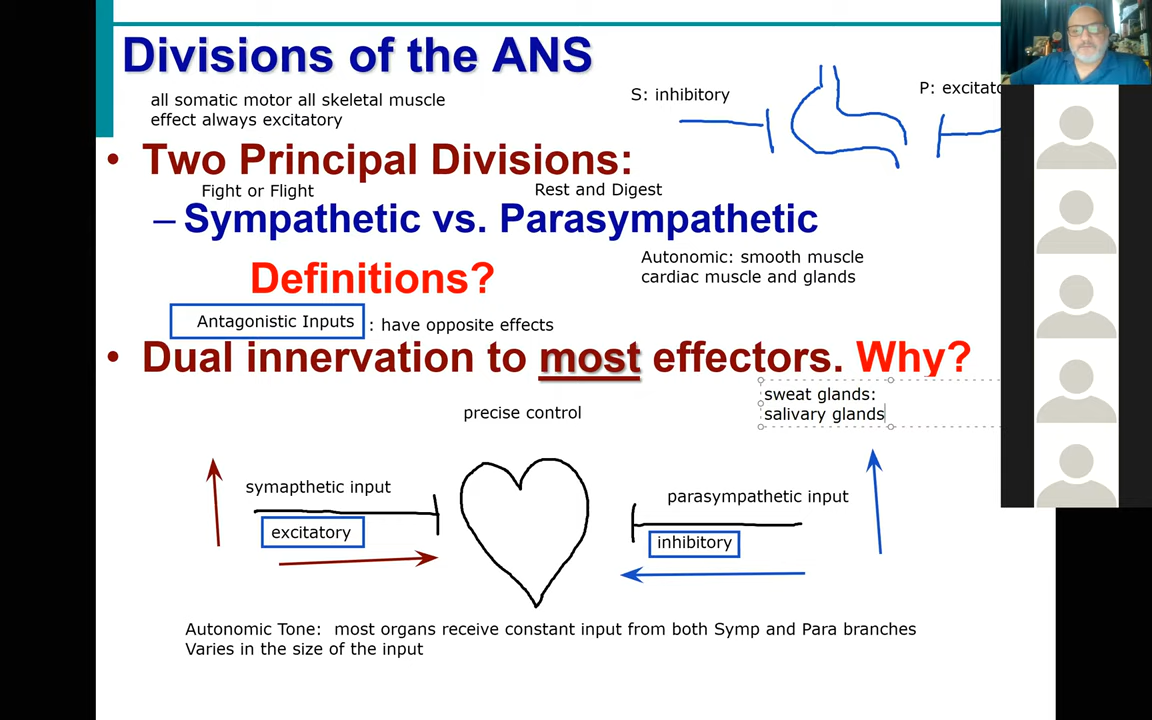 Divisions of the ANS
all somatic motor all skeletal muscle
effect always excitatory
S: inhibitory
• Two Principal Divisions:
Fight or Flight
Rest and Digest
– Sympathetic vs. Parasympathetic
Autonomic: smooth muscle
cardiac muscle and glands
Definitions?
Antagonistic Inputs : have opposite effects
• Dual innervation to most effectors. Why?
sweat glands:
salivary glands
precise control
symapthetic input
parasympathetic input
excitatory
inhibitory
Autonomic Tone: most organs receive constant input from both Symp and Para branches
Varies in the size of the input